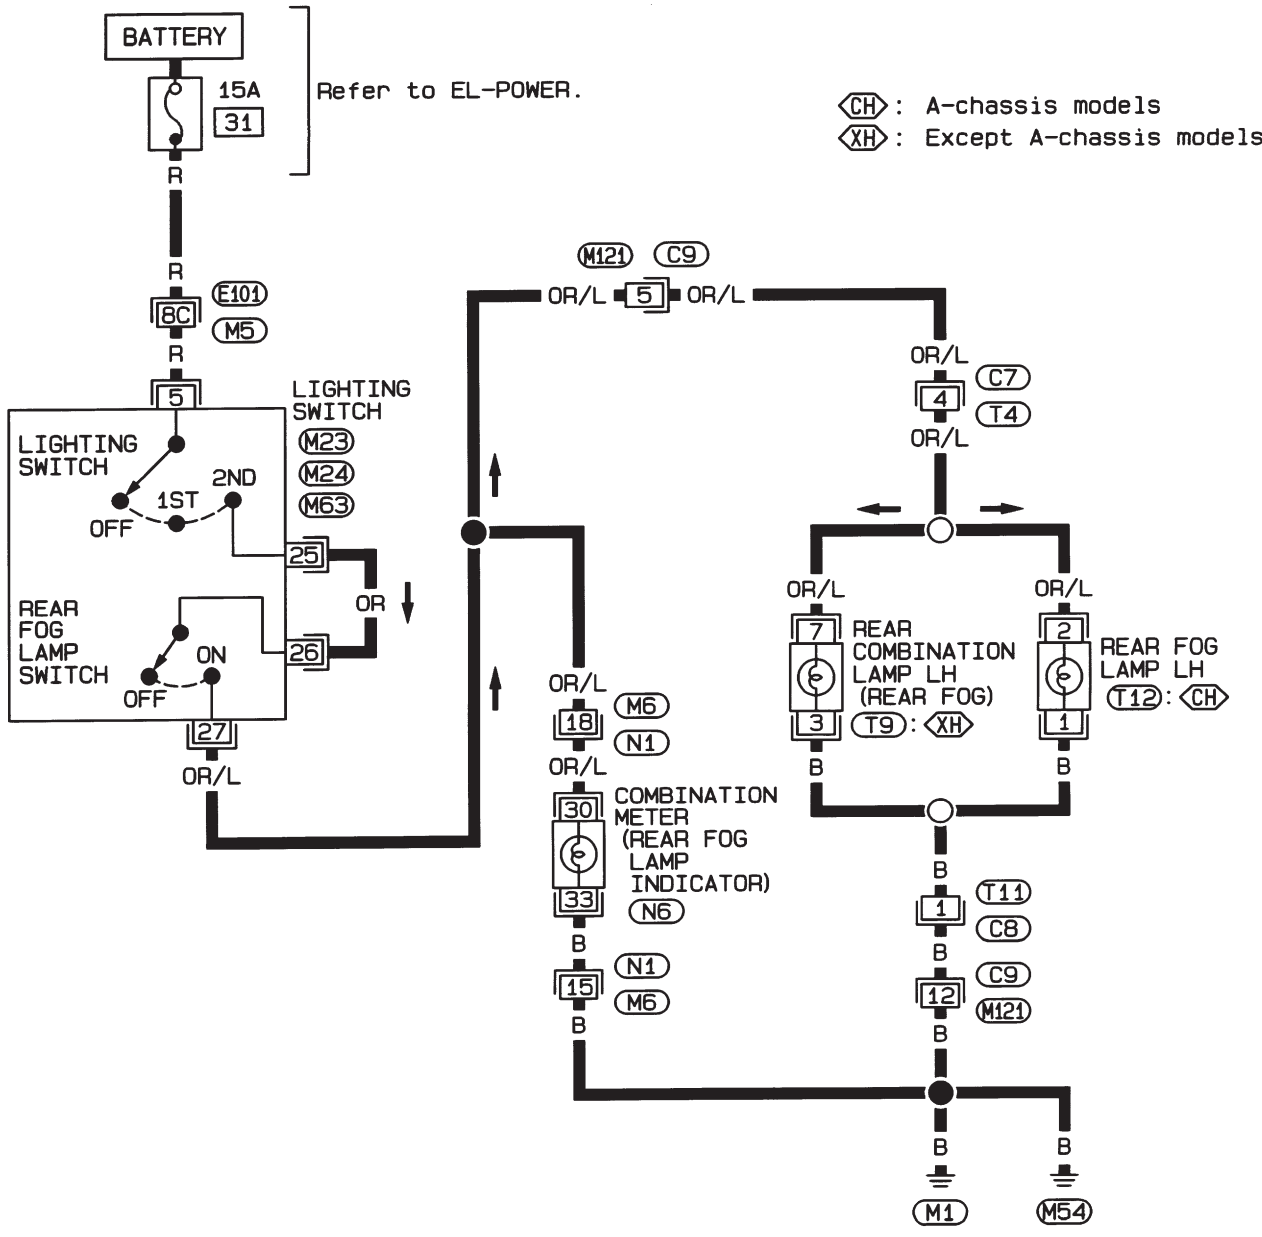 BATTERY
15A
31
Refer to EL-POWER.
CH : A-chassis models
XH : Except A-chassis models
R
R
8C
E101
M5
R
5
LIGHTING
SWITCH
M23
M24
M63
LIGHTING
SWITCH
OFF
1ST
2ND
25
OR
26
REAR
FOG
LAMP
SWITCH
OFF
ON
27
OR/L
M121
C9
OR/L
5
OR/L
OR/L
4
C7
T4
OR/L
OR/L
7
REAR
COMBINATION
LAMP LH
(REAR FOG)
T9 : XH
3
B
OR/L
2
REAR FOG
LAMP LH
T12 : CH
1
B
OR/L
18
M6
N1
OR/L
30
COMBINATION
METER
(REAR FOG
LAMP
INDICATOR)
N6
33
B
15
N1
M6
B
B
1
T11
C8
B
12
C9
M121
B
B
M1
B
M54